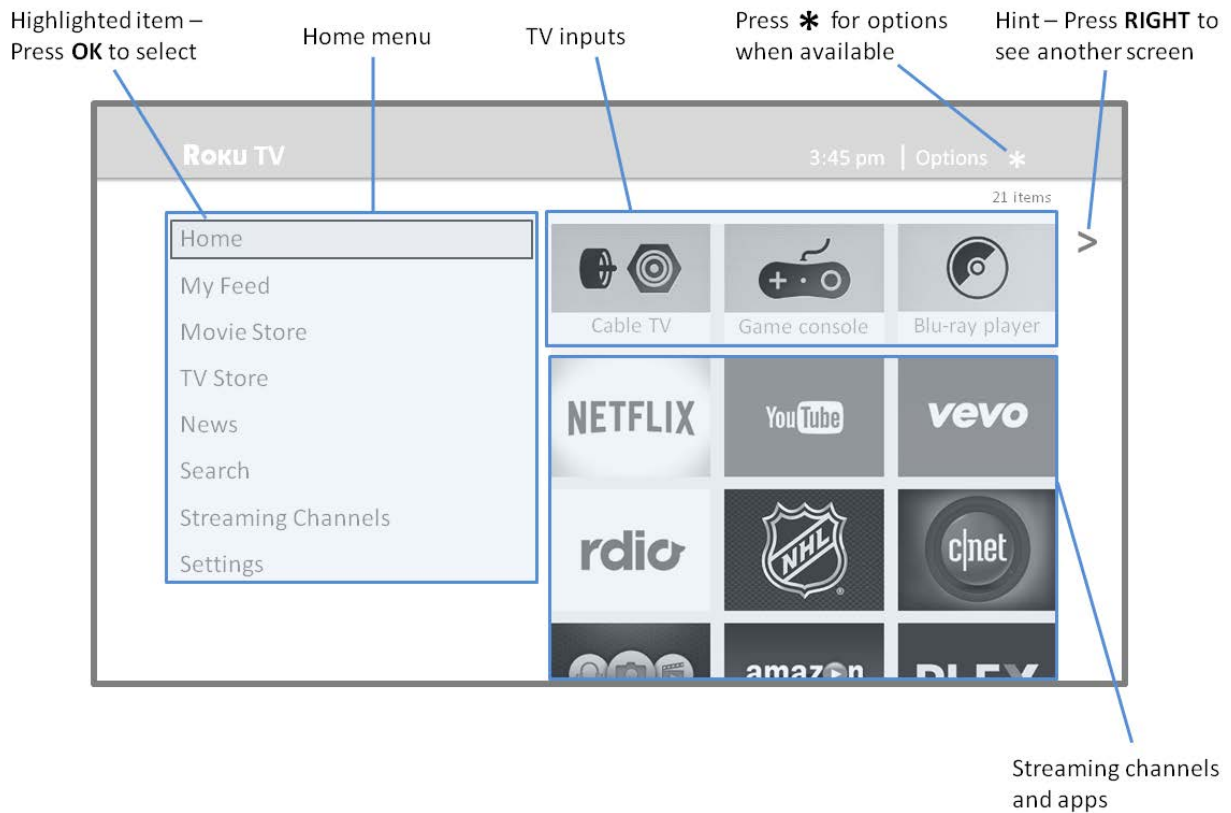 Highlighted item –
Press OK to select
Home menu
TV inputs
Press * for options
when available
Hint – Press RIGHT to
see another screen
ROKU TV
3:45 pm | Options *
21 items
Home
My Feed
Movie Store
TV Store
News
Search
Streaming Channels
Settings
>
Cable TV
Game console
Blu-ray player
NETFLIX
YouTube
vevo
rdio
NHL
c|net
amazon
PLEX
Streaming channels
and apps